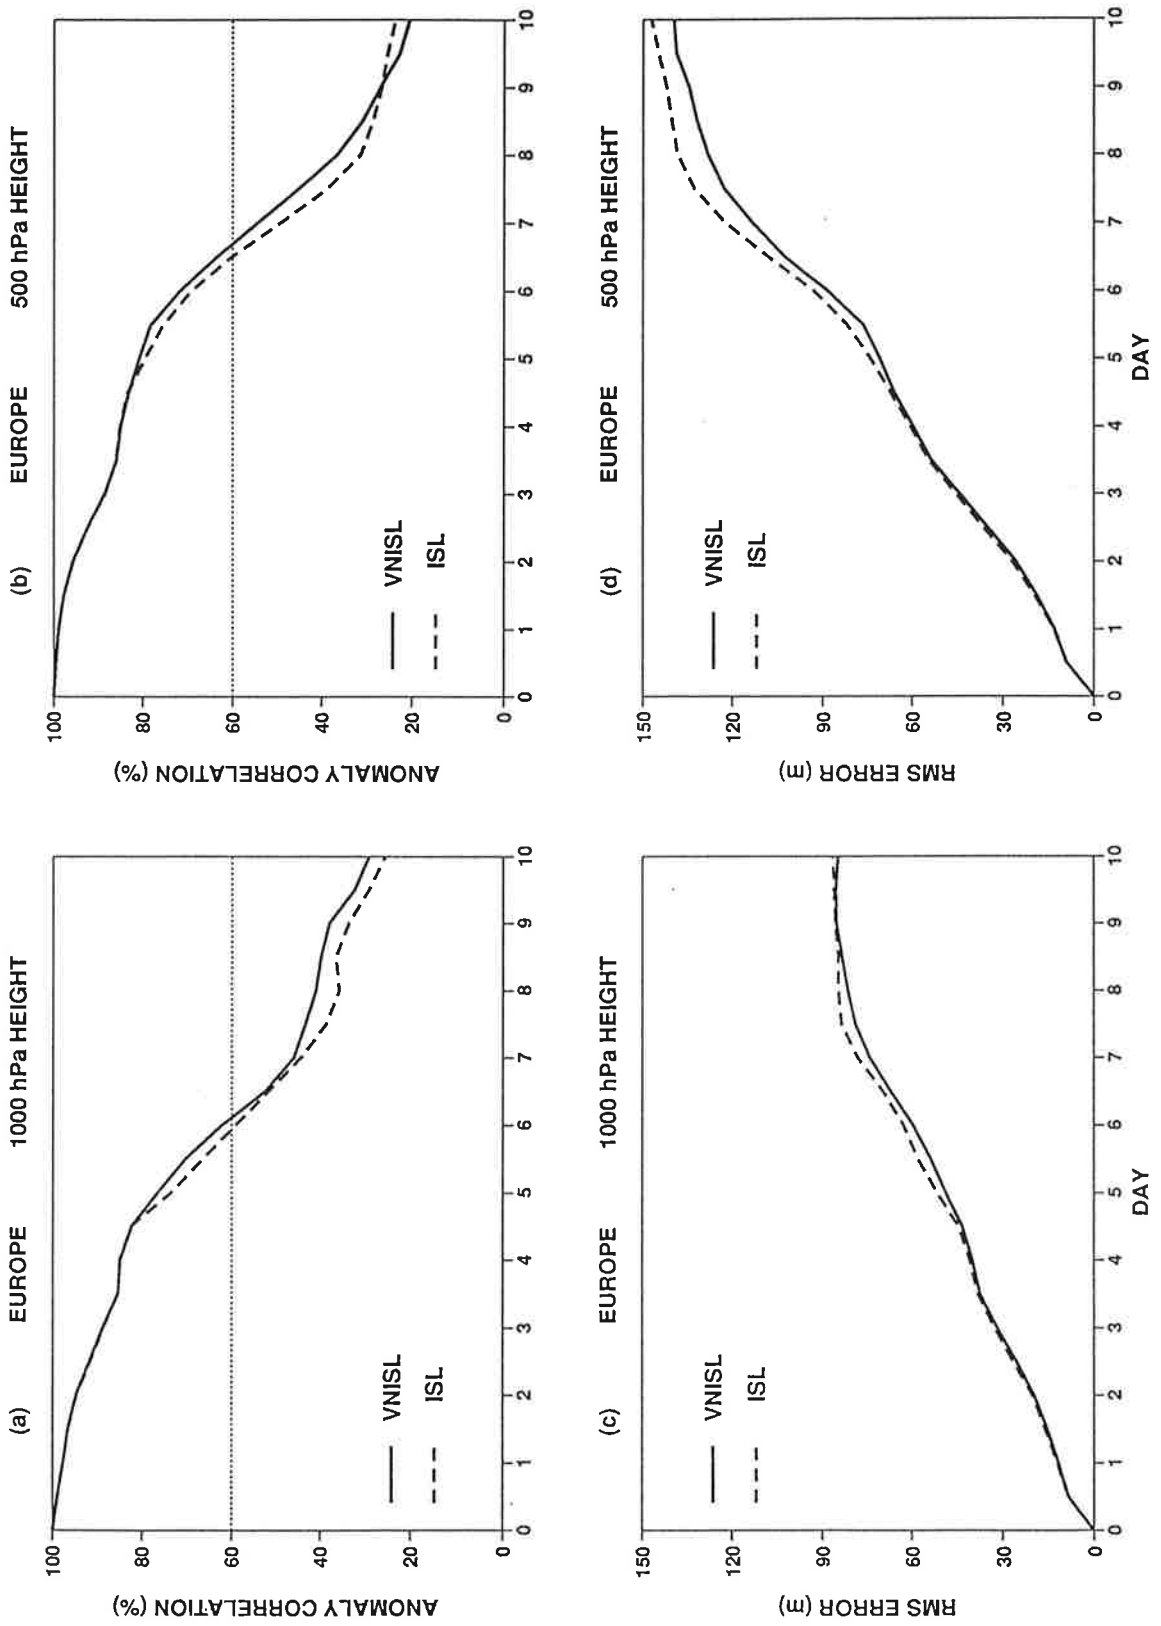 (a) EUROPE 1000 hPa HEIGHT
ANOMALY CORRELATION (%)
100
80
60
40
20
0
VNISL
ISL
0 1 2 3 4 5 6 7 8 9 10
(b) EUROPE 500 hPa HEIGHT
ANOMALY CORRELATION (%)
100
80
60
40
20
0
VNISL
ISL
0 1 2 3 4 5 6 7 8 9 10
(c) EUROPE 1000 hPa HEIGHT
RMS ERROR (m)
150
120
90
60
30
0
VNISL
ISL
0 1 2 3 4 5 6 7 8 9 10
DAY
(d) EUROPE 500 hPa HEIGHT
RMS ERROR (m)
150
120
90
60
30
0
VNISL
ISL
0 1 2 3 4 5 6 7 8 9 10
DAY